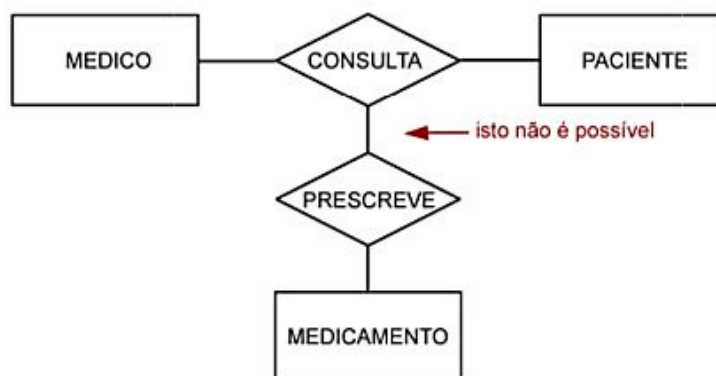 MEDICO
CONSULTA
PACIENTE
isto não é possível
PRESCREVE
MEDICAMENTO